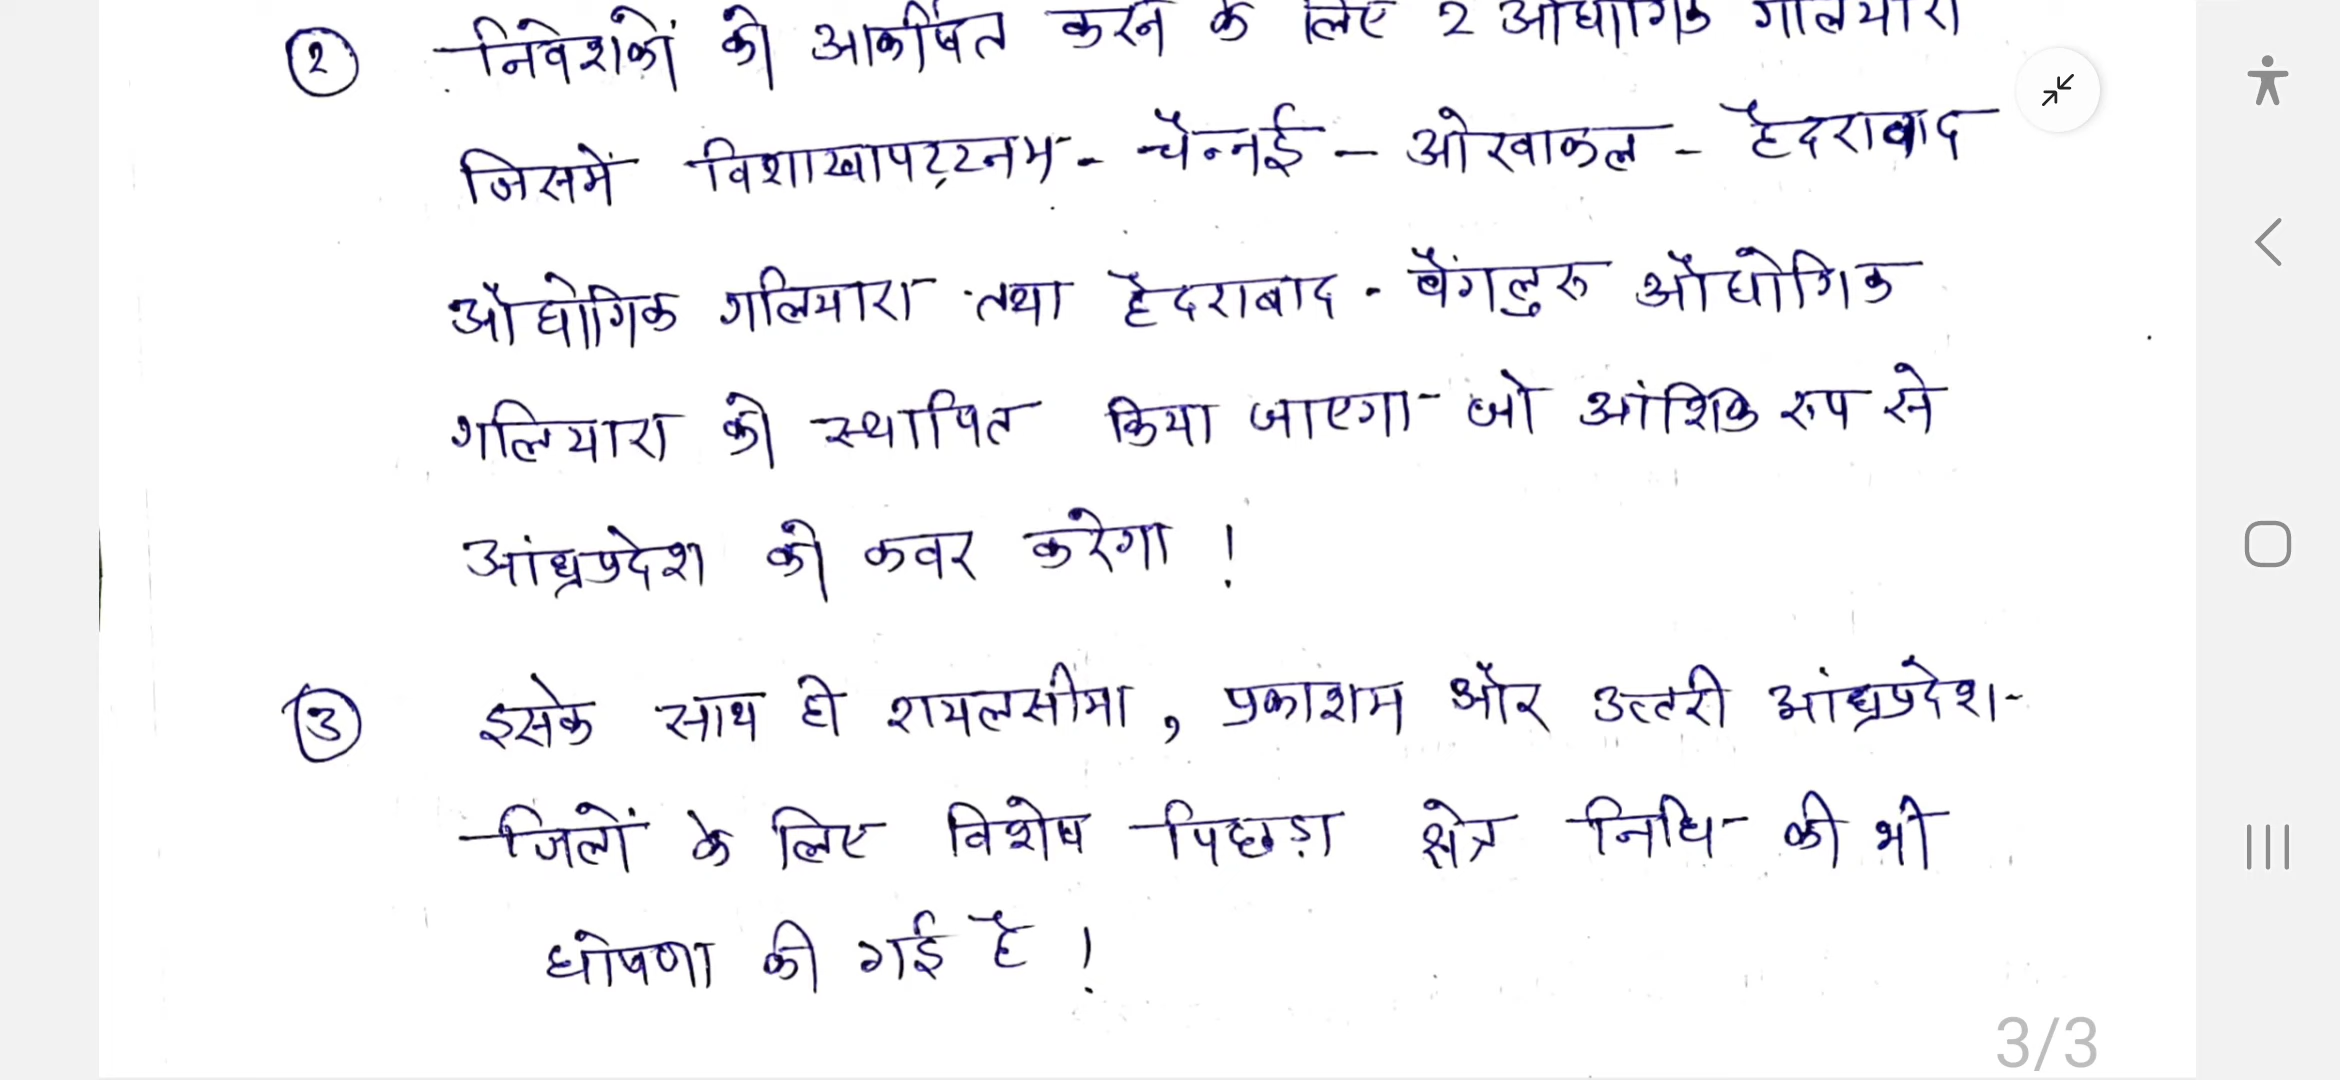 ② निवेशकों को आकर्षित करने के लिए 2 औद्योगिक गलियारा
जिसमें विशाखापट्टनम - चैन्नई - ओरवाकल - हैदराबाद
औद्योगिक गलियारा तथा हैदराबाद - बैंगलुरु औद्योगिक
गलियारा को स्थापित किया जाएगा जो आंशिक रुप से
आंध्रप्रदेश को कवर करेगा !
③ इसके साथ ही रायलसीमा, प्रकाशम और उत्तरी आंध्रप्रदेश-
जिलों के लिए विशेष पिछड़ा क्षेत्र निधि की भी
घोषणा की गई है !
3/3